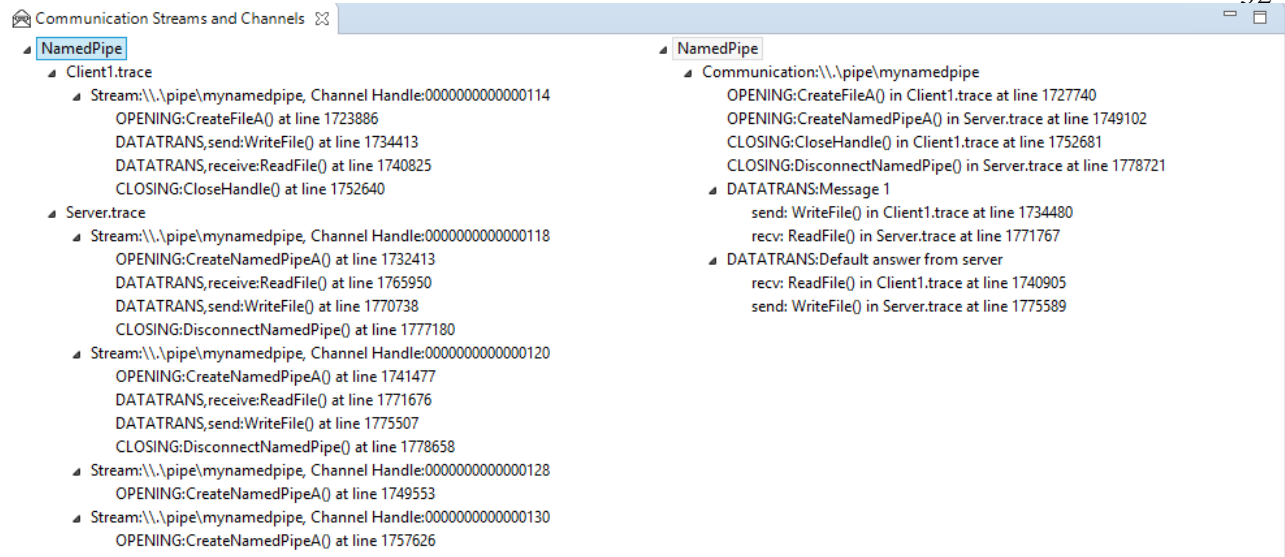 Communication Streams and Channels
NamedPipe
Client1.trace
Stream:\\.\pipe\mynamedpipe, Channel Handle:0000000000000114
OPENING:CreateFileA() at line 1723886
DATATRANS,send:WriteFile() at line 1734413
DATATRANS,receive:ReadFile() at line 1740825
CLOSING:CloseHandle() at line 1752640
Server.trace
Stream:\\.\pipe\mynamedpipe, Channel Handle:0000000000000118
OPENING:CreateNamedPipeA() at line 1732413
DATATRANS,receive:ReadFile() at line 1765950
DATATRANS,send:WriteFile() at line 1770738
CLOSING:DisconnectNamedPipe() at line 1777180
Stream:\\.\pipe\mynamedpipe, Channel Handle:0000000000000120
OPENING:CreateNamedPipeA() at line 1741477
DATATRANS,receive:ReadFile() at line 1771676
DATATRANS,send:WriteFile() at line 1775507
CLOSING:DisconnectNamedPipe() at line 1778658
Stream:\\.\pipe\mynamedpipe, Channel Handle:0000000000000128
OPENING:CreateNamedPipeA() at line 1749553
Stream:\\.\pipe\mynamedpipe, Channel Handle:0000000000000130
OPENING:CreateNamedPipeA() at line 1757626
NamedPipe
Communication:\\.\pipe\mynamedpipe
OPENING:CreateFileA() in Client1.trace at line 1727740
OPENING:CreateNamedPipeA() in Server.trace at line 1749102
CLOSING:CloseHandle() in Client1.trace at line 1752681
CLOSING:DisconnectNamedPipe() in Server.trace at line 1778721
DATATRANS:Message 1
send: WriteFile() in Client1.trace at line 1734480
recv: ReadFile() in Server.trace at line 1771767
DATATRANS:Default answer from server
recv: ReadFile() in Client1.trace at line 1740905
send: WriteFile() in Server.trace at line 1775589